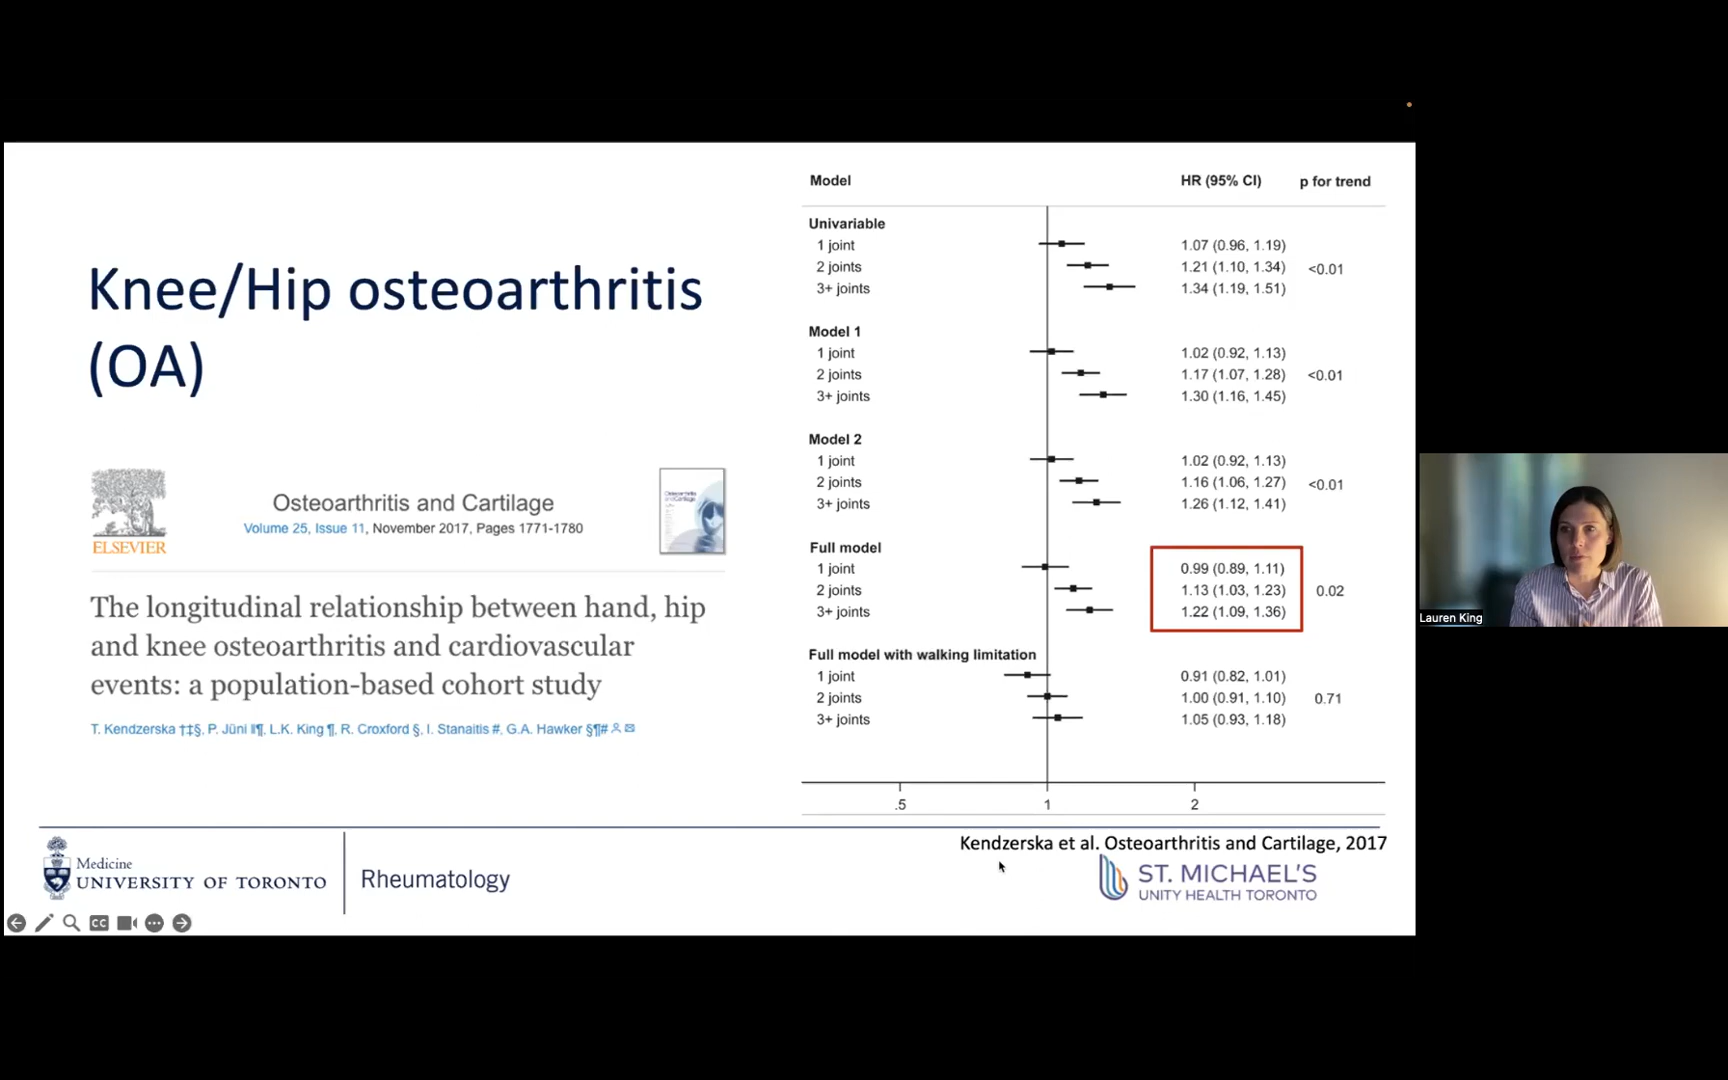 Knee/Hip osteoarthritis
(OA)
ELSEVIER
Osteoarthritis and Cartilage
Volume 25, Issue 11, November 2017, Pages 1771-1780
The longitudinal relationship between hand, hip
and knee osteoarthritis and cardiovascular
events: a population-based cohort study
T. Kendzerska †‡§, P. Jüni ‖¶, L.K. King ¶, R. Croxford §, I. Stanaitis #, G.A. Hawker §¶#
Model HR (95% CI) p for trend
Univariable
1 joint 1.07 (0.96, 1.19)
2 joints 1.21 (1.10, 1.34) <0.01
3+ joints 1.34 (1.19, 1.51)
Model 1
1 joint 1.02 (0.92, 1.13)
2 joints 1.17 (1.07, 1.28) <0.01
3+ joints 1.30 (1.16, 1.45)
Model 2
1 joint 1.02 (0.92, 1.13)
2 joints 1.16 (1.06, 1.27) <0.01
3+ joints 1.26 (1.12, 1.41)
Full model
1 joint 0.99 (0.89, 1.11)
2 joints 1.13 (1.03, 1.23) 0.02
3+ joints 1.22 (1.09, 1.36)
Full model with walking limitation
1 joint 0.91 (0.82, 1.01)
2 joints 1.00 (0.91, 1.10) 0.71
3+ joints 1.05 (0.93, 1.18)
.5 1 2
Kendzerska et al. Osteoarthritis and Cartilage, 2017
Medicine
UNIVERSITY OF TORONTO
Rheumatology
ST. MICHAEL'S
UNITY HEALTH TORONTO
CC
Lauren King